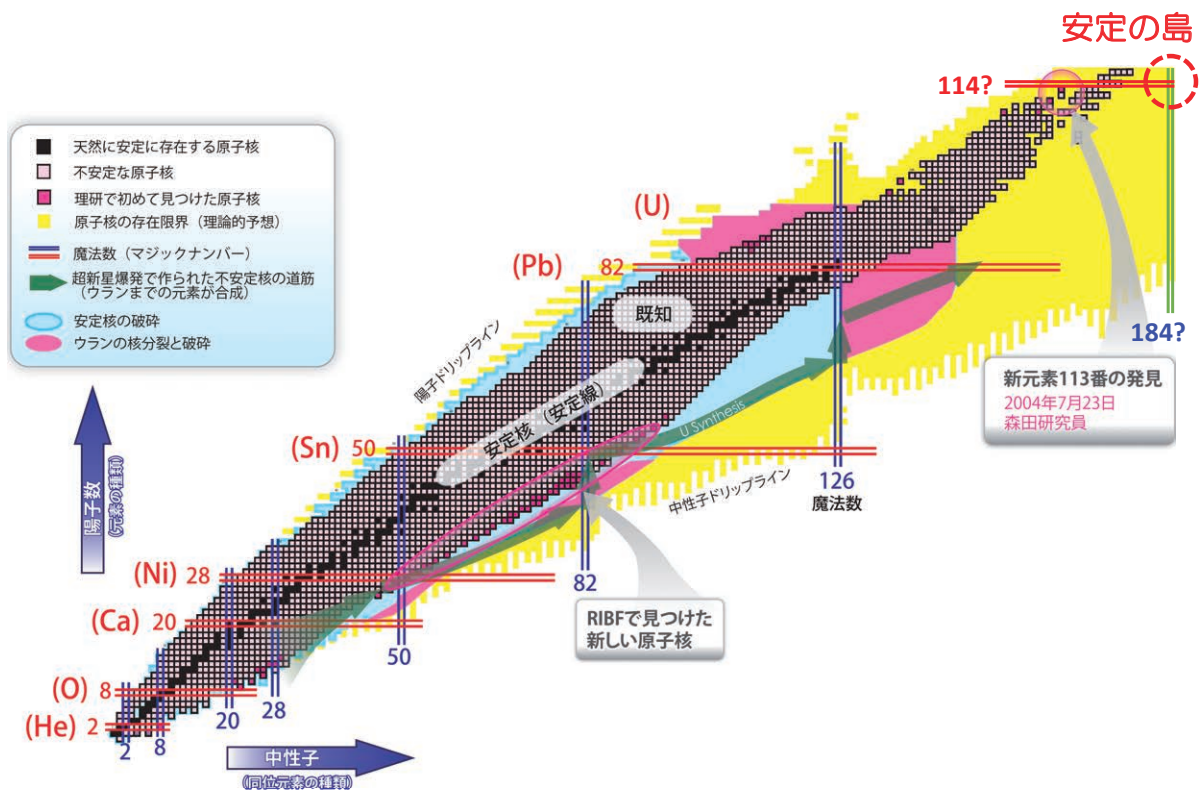 安定の島
114?
天然に安定に存在する原子核
不安定な原子核
理研で初めて見つけた原子核
原子核の存在限界（理論的予想）
魔法数（マジックナンバー）
超新星爆発で作られた不安定核の道筋
（ウランまでの元素が合成）
安定核の破砕
ウランの核分裂と破砕
(U)
(Pb) 82
既知
184?
陽子ドリップライン
新元素113番の発見
2004年7月23日
森田研究員
安定核（安定線）
U Synthesis
(Sn) 50
中性子ドリップライン
126
魔法数
陽子数
(元素の種類)
(Ni) 28
82
(Ca) 20
RIBFで見つけた
新しい原子核
50
(O) 8
20
28
(He) 2
2
8
中性子
(同位元素の種類)